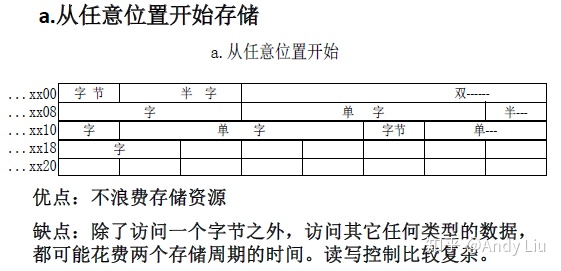 a.从任意位置开始存储
a.从任意位置开始
...xx00 字 节 半 字 双------
...xx08 字 单 字 半---
...xx10 字 单 字 字节 单---
...xx18 字
...xx20
优点：不浪费存储资源
缺点：除了访问一个字节之外，访问其它任何类型的数据，
都可能花费两个存储周期的时间。读写控制比较复杂。
知乎 @Andy Liu